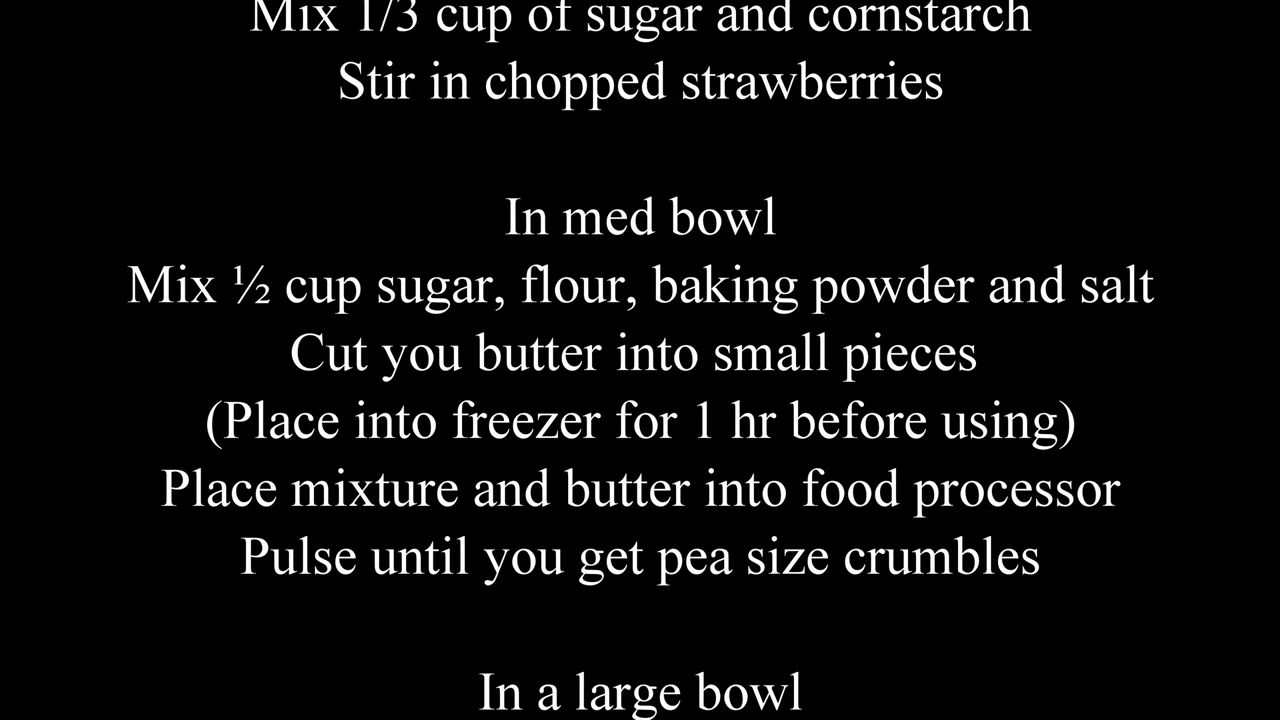 Mix 1/3 cup of sugar and cornstarch
Stir in chopped strawberries
In med bowl
Mix ½ cup sugar, flour, baking powder and salt
Cut you butter into small pieces
(Place into freezer for 1 hr before using)
Place mixture and butter into food processor
Pulse until you get pea size crumbles
In a large bowl